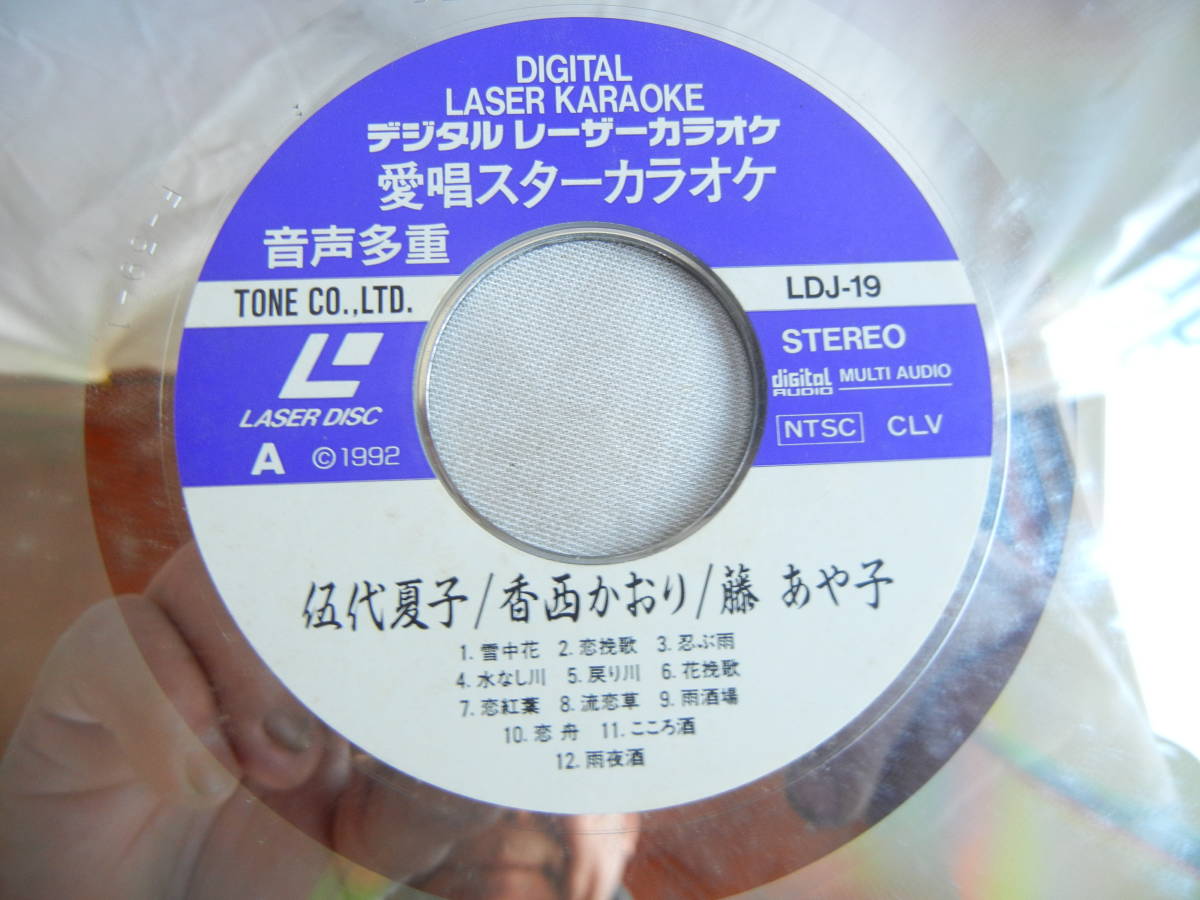 DIGITAL
LASER KARAOKE
デジタル レーザーカラオケ
愛唱スターカラオケ
音声多重
TONE CO.,LTD.
LDJ-19
LASER DISC
A ©1992
STEREO
digital AUDIO MULTI AUDIO
NTSC CLV
伍代夏子/香西かおり/藤 あや子
1. 雪中花 2. 恋挽歌 3. 忍ぶ雨
4. 水なし川 5. 戻り川 6. 花挽歌
7. 恋紅葉 8. 流恋草 9. 雨酒場
10. 恋 舟 11. こころ酒
12. 雨夜酒